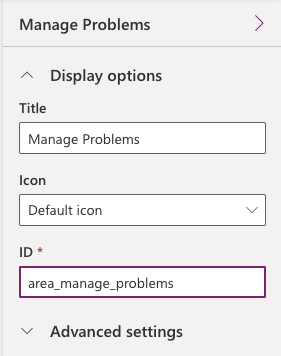 Manage Problems
Display options
Title
Manage Problems
Icon
Default icon
ID *
area_manage_problems
Advanced settings